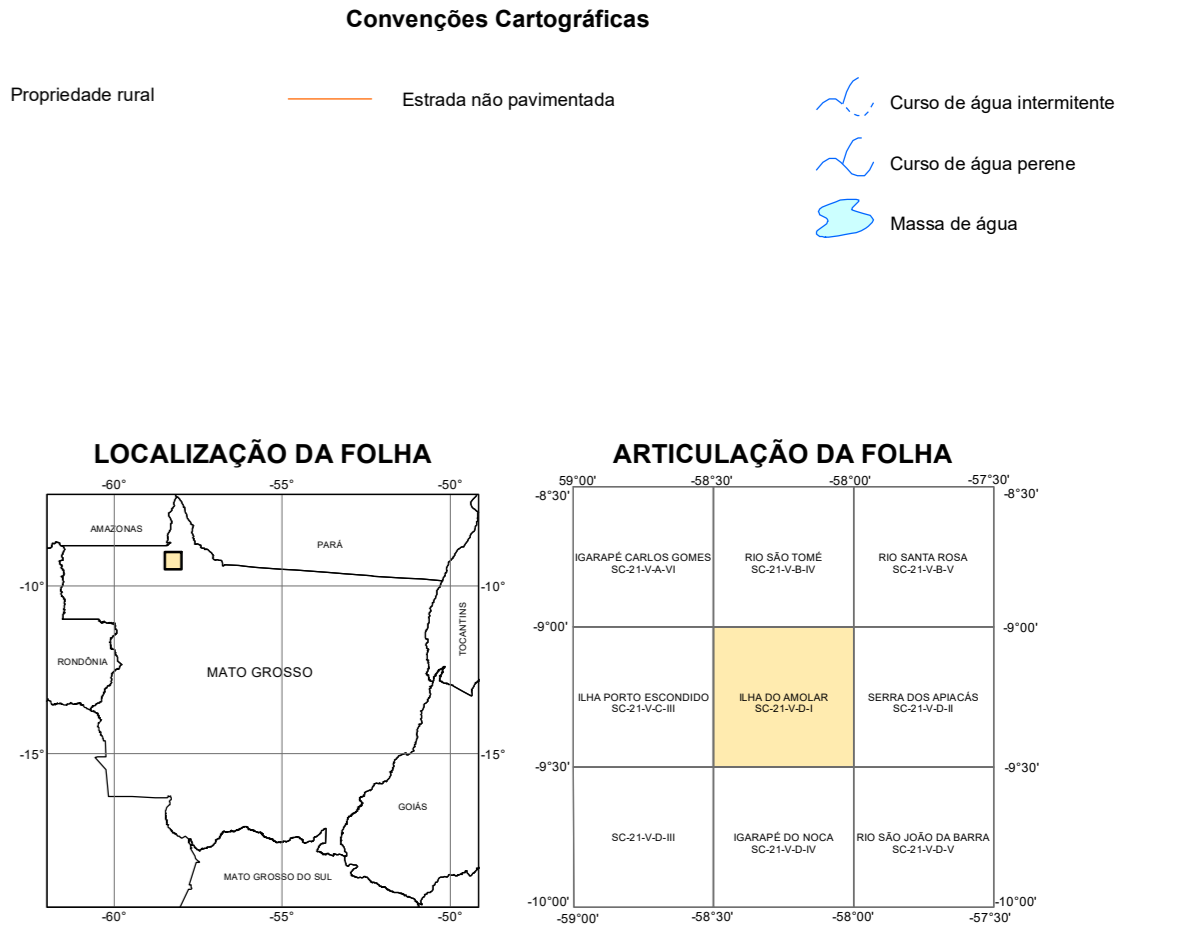 Convenções Cartográficas
Propriedade rural
Estrada não pavimentada
Curso de água intermitente
Curso de água perene
Massa de água
LOCALIZAÇÃO DA FOLHA
-60° -55° -50°
AMAZONAS
PARÁ
-10° -10°
TOCANTINS
RONDÔNIA
MATO GROSSO
-15° -15°
GOIÁS
MATO GROSSO DO SUL
-60° -55° -50°
ARTICULAÇÃO DA FOLHA
59°00' -58°30' -58°00' -57°30'
-8°30' -8°30'
IGARAPÉ CARLOS GOMES
SC-21-V-A-VI
RIO SÃO TOMÉ
SC-21-V-B-IV
RIO SANTA ROSA
SC-21-V-B-V
-9°00' -9°00'
ILHA PORTO ESCONDIDO
SC-21-V-C-III
ILHA DO AMOLAR
SC-21-V-D-I
SERRA DOS APIACÁS
SC-21-V-D-II
-9°30' -9°30'
SC-21-V-D-III
IGARAPÉ DO NOCA
SC-21-V-D-IV
RIO SÃO JOÃO DA BARRA
SC-21-V-D-V
-10°00' -10°00'
-59°00' -58°30' -58°00' -57°30'